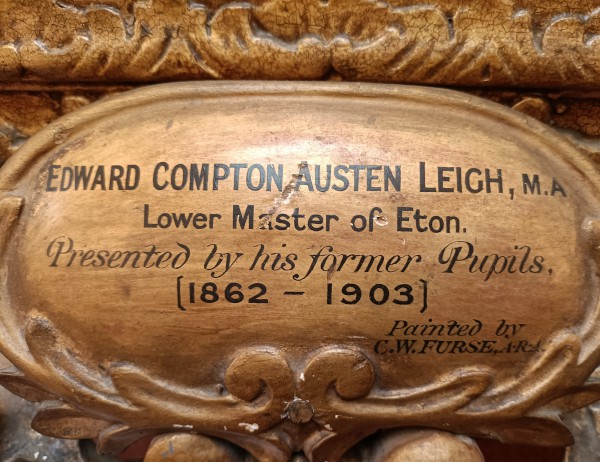 EDWARD COMPTON AUSTEN LEIGH, M.A
Lower Master of Eton.
Presented by his former Pupils.
[1862 – 1903]
Painted by
C.W. FURSE, A.R.A.